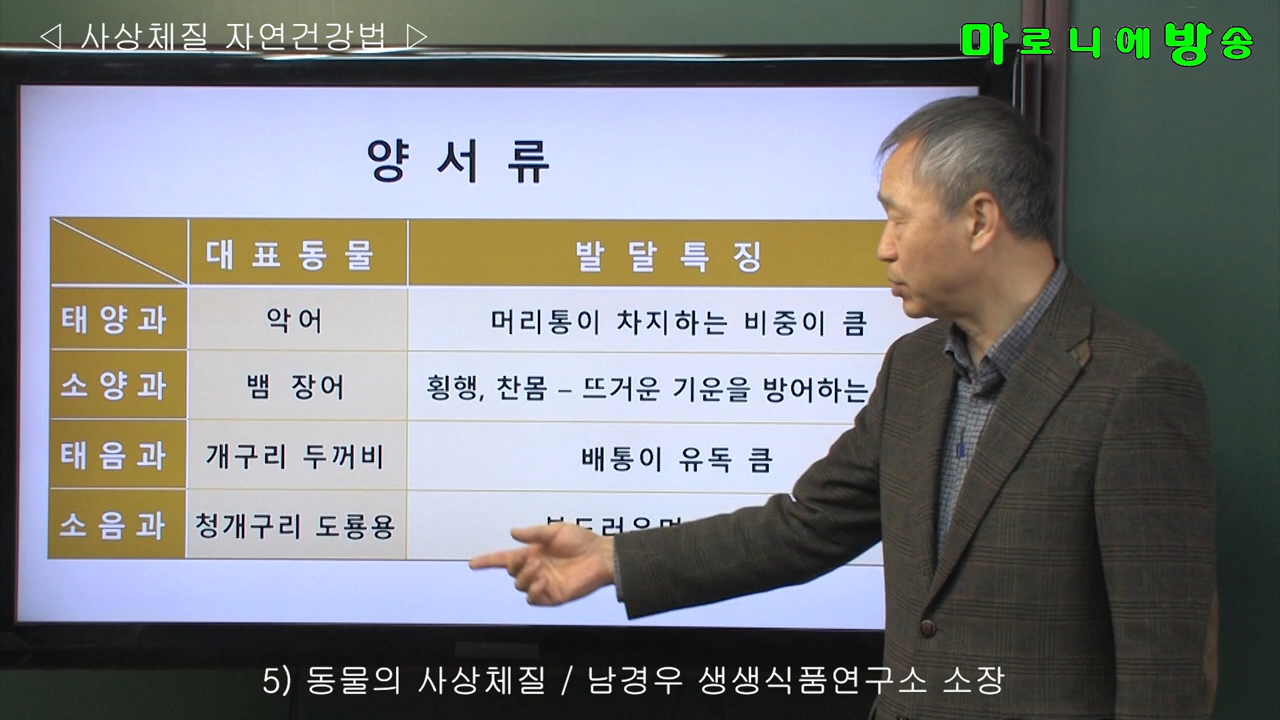 ◁ 사상체질 자연건강법 ▷
마로니에방송
양서류
대표동물 발달특징
태양과 악어 머리통이 차지하는 비중이 큼
소양과 뱀 장어 횡행, 찬몸 – 뜨거운 기운을 방어하는
태음과 개구리 두꺼비 배통이 유독 큼
소음과 청개구리 도룡용
5) 동물의 사상체질 / 남경우 생생식품연구소 소장